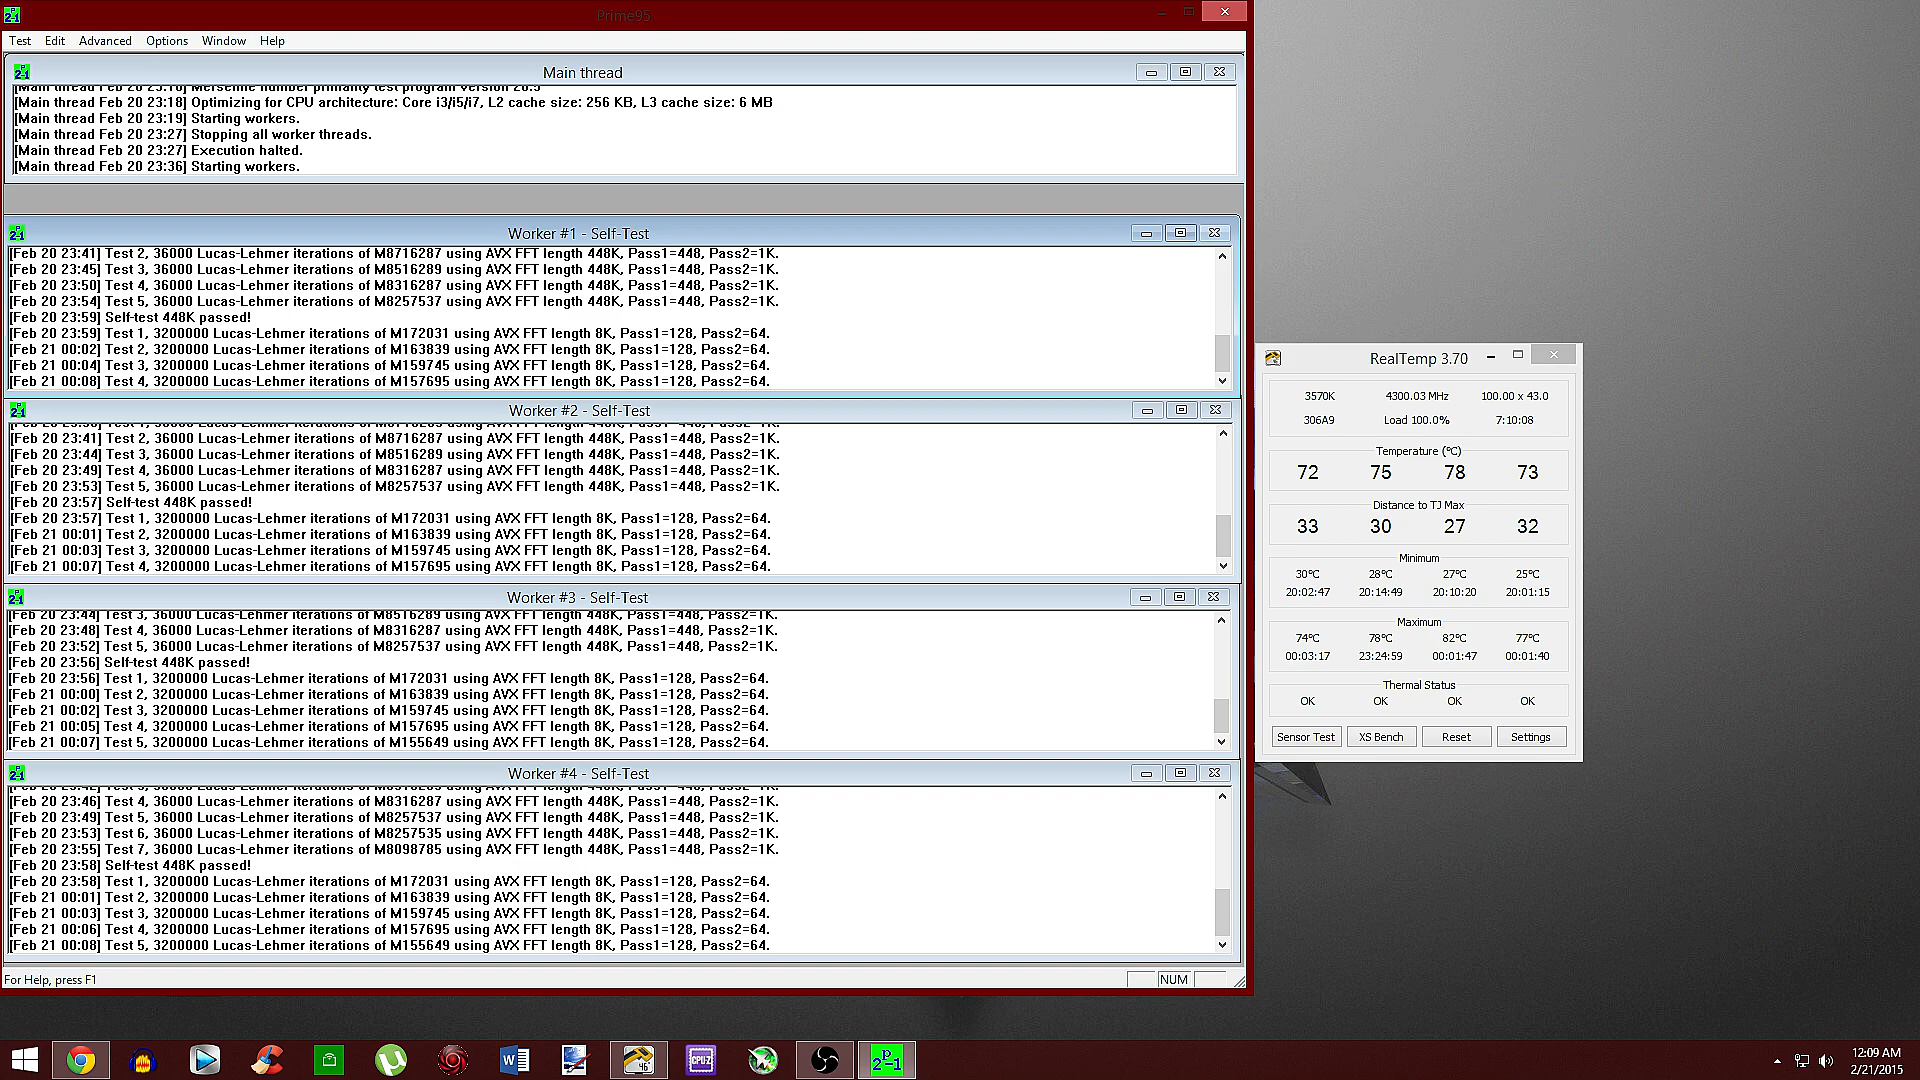 Prime95
Test Edit Advanced Options Window Help
Main thread
[Main thread Feb 20 23:18] Mersenne number primality test program version 28.5
[Main thread Feb 20 23:18] Optimizing for CPU architecture: Core i3/i5/i7, L2 cache size: 256 KB, L3 cache size: 6 MB
[Main thread Feb 20 23:19] Starting workers.
[Main thread Feb 20 23:27] Stopping all worker threads.
[Main thread Feb 20 23:27] Execution halted.
[Main thread Feb 20 23:36] Starting workers.
Worker #1 - Self-Test
[Feb 20 23:41] Test 2, 36000 Lucas-Lehmer iterations of M8716287 using AVX FFT length 448K, Pass1=448, Pass2=1K.
[Feb 20 23:45] Test 3, 36000 Lucas-Lehmer iterations of M8516289 using AVX FFT length 448K, Pass1=448, Pass2=1K.
[Feb 20 23:50] Test 4, 36000 Lucas-Lehmer iterations of M8316287 using AVX FFT length 448K, Pass1=448, Pass2=1K.
[Feb 20 23:54] Test 5, 36000 Lucas-Lehmer iterations of M8257537 using AVX FFT length 448K, Pass1=448, Pass2=1K.
[Feb 20 23:59] Self-test 448K passed!
[Feb 20 23:59] Test 1, 3200000 Lucas-Lehmer iterations of M172031 using AVX FFT length 8K, Pass1=128, Pass2=64.
[Feb 21 00:02] Test 2, 3200000 Lucas-Lehmer iterations of M163839 using AVX FFT length 8K, Pass1=128, Pass2=64.
[Feb 21 00:04] Test 3, 3200000 Lucas-Lehmer iterations of M159745 using AVX FFT length 8K, Pass1=128, Pass2=64.
[Feb 21 00:08] Test 4, 3200000 Lucas-Lehmer iterations of M157695 using AVX FFT length 8K, Pass1=128, Pass2=64.
Worker #2 - Self-Test
[Feb 20 23:41] Test 2, 36000 Lucas-Lehmer iterations of M8716287 using AVX FFT length 448K, Pass1=448, Pass2=1K.
[Feb 20 23:44] Test 3, 36000 Lucas-Lehmer iterations of M8516289 using AVX FFT length 448K, Pass1=448, Pass2=1K.
[Feb 20 23:49] Test 4, 36000 Lucas-Lehmer iterations of M8316287 using AVX FFT length 448K, Pass1=448, Pass2=1K.
[Feb 20 23:53] Test 5, 36000 Lucas-Lehmer iterations of M8257537 using AVX FFT length 448K, Pass1=448, Pass2=1K.
[Feb 20 23:57] Self-test 448K passed!
[Feb 20 23:57] Test 1, 3200000 Lucas-Lehmer iterations of M172031 using AVX FFT length 8K, Pass1=128, Pass2=64.
[Feb 21 00:01] Test 2, 3200000 Lucas-Lehmer iterations of M163839 using AVX FFT length 8K, Pass1=128, Pass2=64.
[Feb 21 00:03] Test 3, 3200000 Lucas-Lehmer iterations of M159745 using AVX FFT length 8K, Pass1=128, Pass2=64.
[Feb 21 00:07] Test 4, 3200000 Lucas-Lehmer iterations of M157695 using AVX FFT length 8K, Pass1=128, Pass2=64.
Worker #3 - Self-Test
[Feb 20 23:44] Test 3, 36000 Lucas-Lehmer iterations of M8516289 using AVX FFT length 448K, Pass1=448, Pass2=1K.
[Feb 20 23:48] Test 4, 36000 Lucas-Lehmer iterations of M8316287 using AVX FFT length 448K, Pass1=448, Pass2=1K.
[Feb 20 23:52] Test 5, 36000 Lucas-Lehmer iterations of M8257537 using AVX FFT length 448K, Pass1=448, Pass2=1K.
[Feb 20 23:56] Self-test 448K passed!
[Feb 20 23:56] Test 1, 3200000 Lucas-Lehmer iterations of M172031 using AVX FFT length 8K, Pass1=128, Pass2=64.
[Feb 21 00:00] Test 2, 3200000 Lucas-Lehmer iterations of M163839 using AVX FFT length 8K, Pass1=128, Pass2=64.
[Feb 21 00:02] Test 3, 3200000 Lucas-Lehmer iterations of M159745 using AVX FFT length 8K, Pass1=128, Pass2=64.
[Feb 21 00:05] Test 4, 3200000 Lucas-Lehmer iterations of M157695 using AVX FFT length 8K, Pass1=128, Pass2=64.
[Feb 21 00:07] Test 5, 3200000 Lucas-Lehmer iterations of M155649 using AVX FFT length 8K, Pass1=128, Pass2=64.
Worker #4 - Self-Test
[Feb 20 23:46] Test 4, 36000 Lucas-Lehmer iterations of M8316287 using AVX FFT length 448K, Pass1=448, Pass2=1K.
[Feb 20 23:49] Test 5, 36000 Lucas-Lehmer iterations of M8257537 using AVX FFT length 448K, Pass1=448, Pass2=1K.
[Feb 20 23:53] Test 6, 36000 Lucas-Lehmer iterations of M8257535 using AVX FFT length 448K, Pass1=448, Pass2=1K.
[Feb 20 23:55] Test 7, 36000 Lucas-Lehmer iterations of M8098785 using AVX FFT length 448K, Pass1=448, Pass2=1K.
[Feb 20 23:58] Self-test 448K passed!
[Feb 20 23:58] Test 1, 3200000 Lucas-Lehmer iterations of M172031 using AVX FFT length 8K, Pass1=128, Pass2=64.
[Feb 21 00:01] Test 2, 3200000 Lucas-Lehmer iterations of M163839 using AVX FFT length 8K, Pass1=128, Pass2=64.
[Feb 21 00:03] Test 3, 3200000 Lucas-Lehmer iterations of M159745 using AVX FFT length 8K, Pass1=128, Pass2=64.
[Feb 21 00:06] Test 4, 3200000 Lucas-Lehmer iterations of M157695 using AVX FFT length 8K, Pass1=128, Pass2=64.
[Feb 21 00:08] Test 5, 3200000 Lucas-Lehmer iterations of M155649 using AVX FFT length 8K, Pass1=128, Pass2=64.
For Help, press F1
NUM
RealTemp 3.70
3570K 4300.03 MHz 100.00 x 43.0
306A9 Load 100.0% 7:10:08
Temperature (°C)
72 75 78 73
Distance to TJ Max
33 30 27 32
Minimum
30°C 28°C 27°C 25°C
20:02:47 20:14:49 20:10:20 20:01:15
Maximum
74°C 78°C 82°C 77°C
00:03:17 23:24:59 00:01:47 00:01:40
Thermal Status
OK OK OK OK
Sensor Test XS Bench Reset Settings
CPU-Z
12:09 AM
2/21/2015